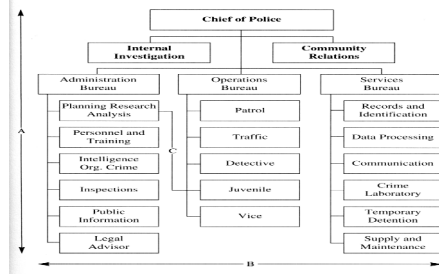 Chief of Police
Internal
Investigation
Community
Relations
Administration
Bureau
Operations
Bureau
Services
Bureau
Planning Research
Analysis
Patrol
Records and
Identification
A
Personnel and
Training
Traffic
Data Processing
C
Intelligence
Org. Crime
Detective
Communication
Inspections
Juvenile
Crime
Laboratory
Public
Information
Vice
Temporary
Detention
Legal
Advisor
Supply and
Maintenance
B